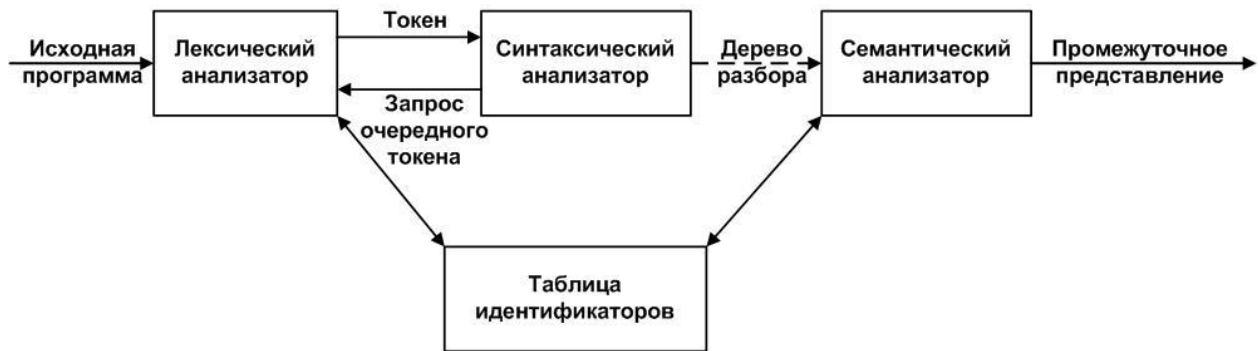 Токен
Исходная
программа
Лексический
анализатор
Синтаксический
анализатор
Дерево
разбора
Семантический
анализатор
Промежуточное
представление
Запрос
очередного
токена
Таблица
идентификаторов